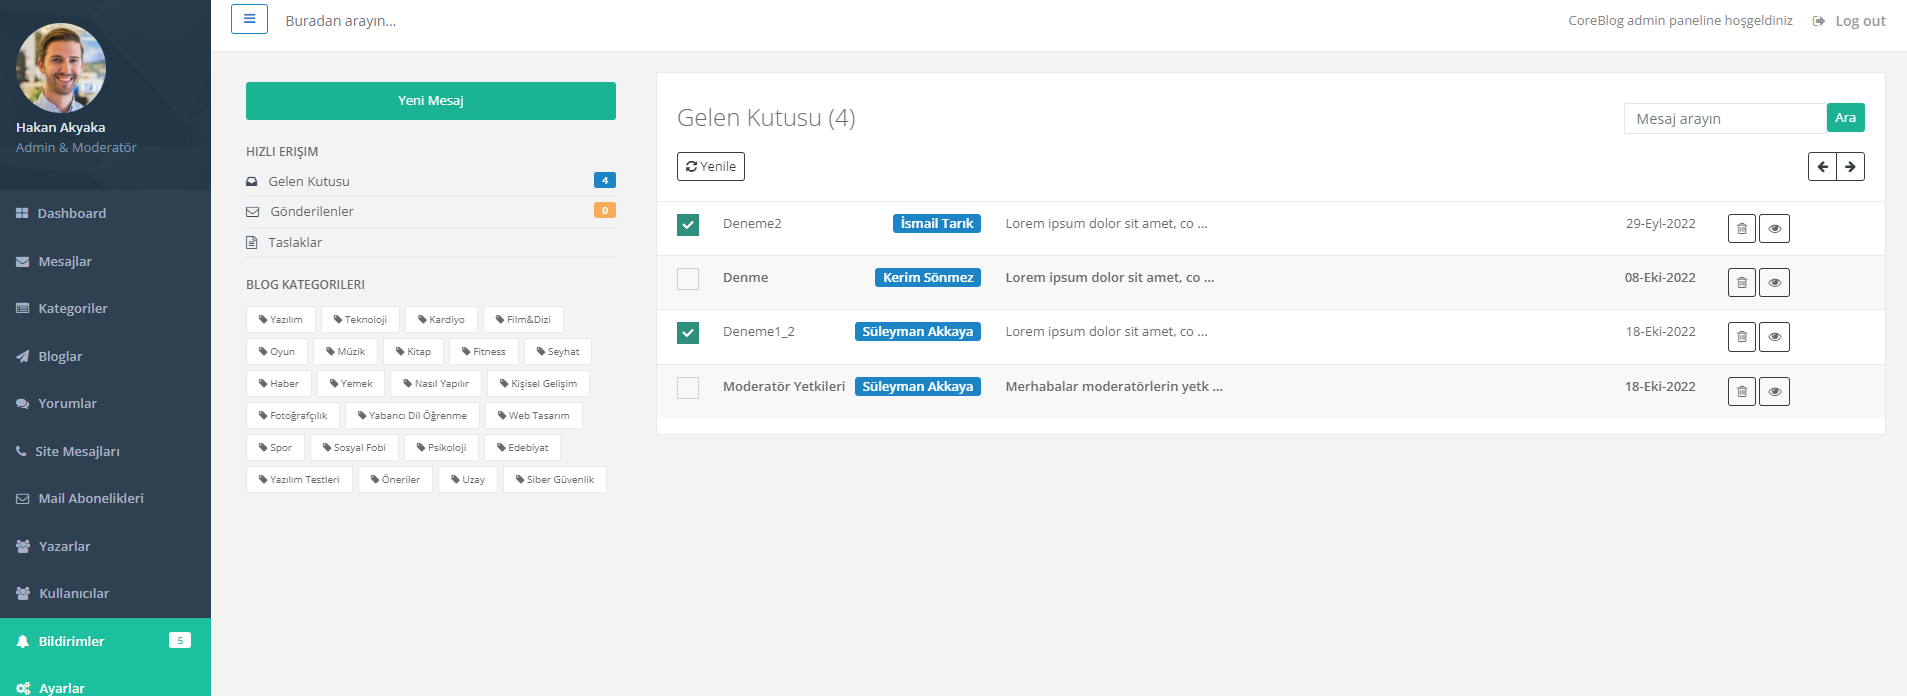 Hakan Akyaka
Admin & Moderatör
Dashboard
Mesajlar
Kategoriler
Bloglar
Yorumlar
Site Mesajları
Mail Abonelikleri
Yazarlar
Kullanıcılar
Bildirimler 5
Ayarlar
Buradan arayın...
CoreBlog admin paneline hoşgeldiniz Log out
Yeni Mesaj
HIZLI ERIŞIM
Gelen Kutusu 4
Gönderilenler 0
Taslaklar
BLOG KATEGORILERI
Yazılım Teknoloji Kardiyo Film&Dizi
Oyun Müzik Kitap Fitness Seyhat
Haber Yemek Nasıl Yapılır Kişisel Gelişim
Fotoğrafçılık Yabancı Dil Öğrenme Web Tasarım
Spor Sosyal Fobi Psikoloji Edebiyat
Yazılım Testleri Öneriler Uzay Siber Güvenlik
Gelen Kutusu (4)
Mesaj arayın Ara
Yenile
Deneme2 İsmail Tarık Lorem ipsum dolor sit amet, co ... 29-Eyl-2022
Denme Kerim Sönmez Lorem ipsum dolor sit amet, co ... 08-Eki-2022
Deneme1_2 Süleyman Akkaya Lorem ipsum dolor sit amet, co ... 18-Eki-2022
Moderatör Yetkileri Süleyman Akkaya Merhabalar moderatörlerin yetk ... 18-Eki-2022